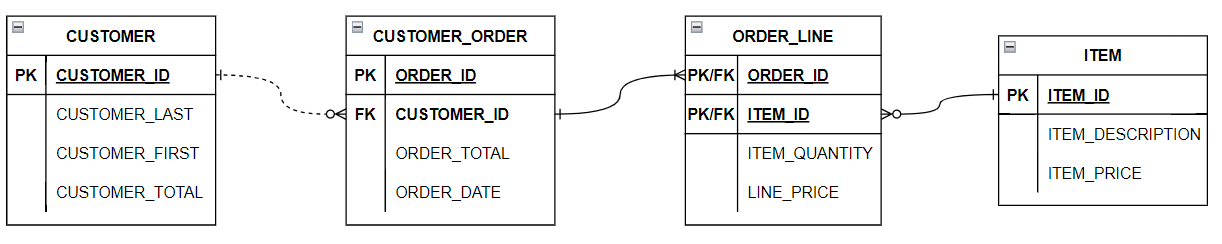 CUSTOMER
PK CUSTOMER_ID
CUSTOMER_LAST
CUSTOMER_FIRST
CUSTOMER_TOTAL
CUSTOMER_ORDER
PK ORDER_ID
FK CUSTOMER_ID
ORDER_TOTAL
ORDER_DATE
ORDER_LINE
PK/FK ORDER_ID
PK/FK ITEM_ID
ITEM_QUANTITY
LINE_PRICE
ITEM
PK ITEM_ID
ITEM_DESCRIPTION
ITEM_PRICE